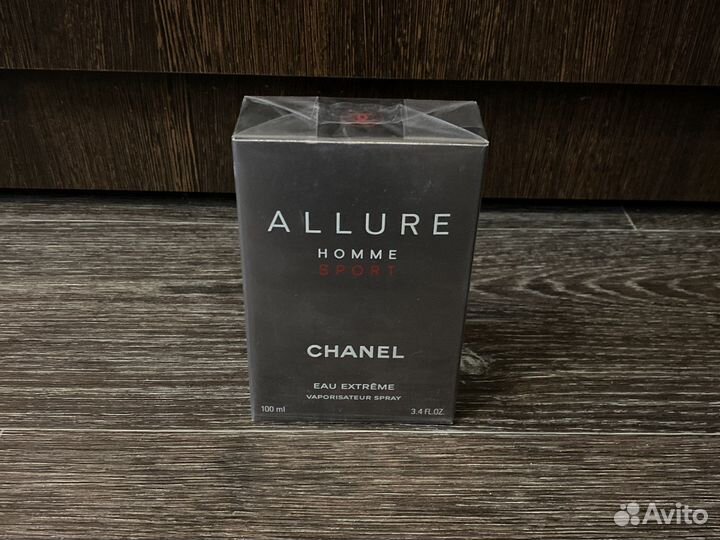 ALLURE
HOMME
SPORT
CHANEL
EAU EXTRÊME
VAPORISATEUR SPRAY
100 ml 3.4 FL.OZ.
Avito